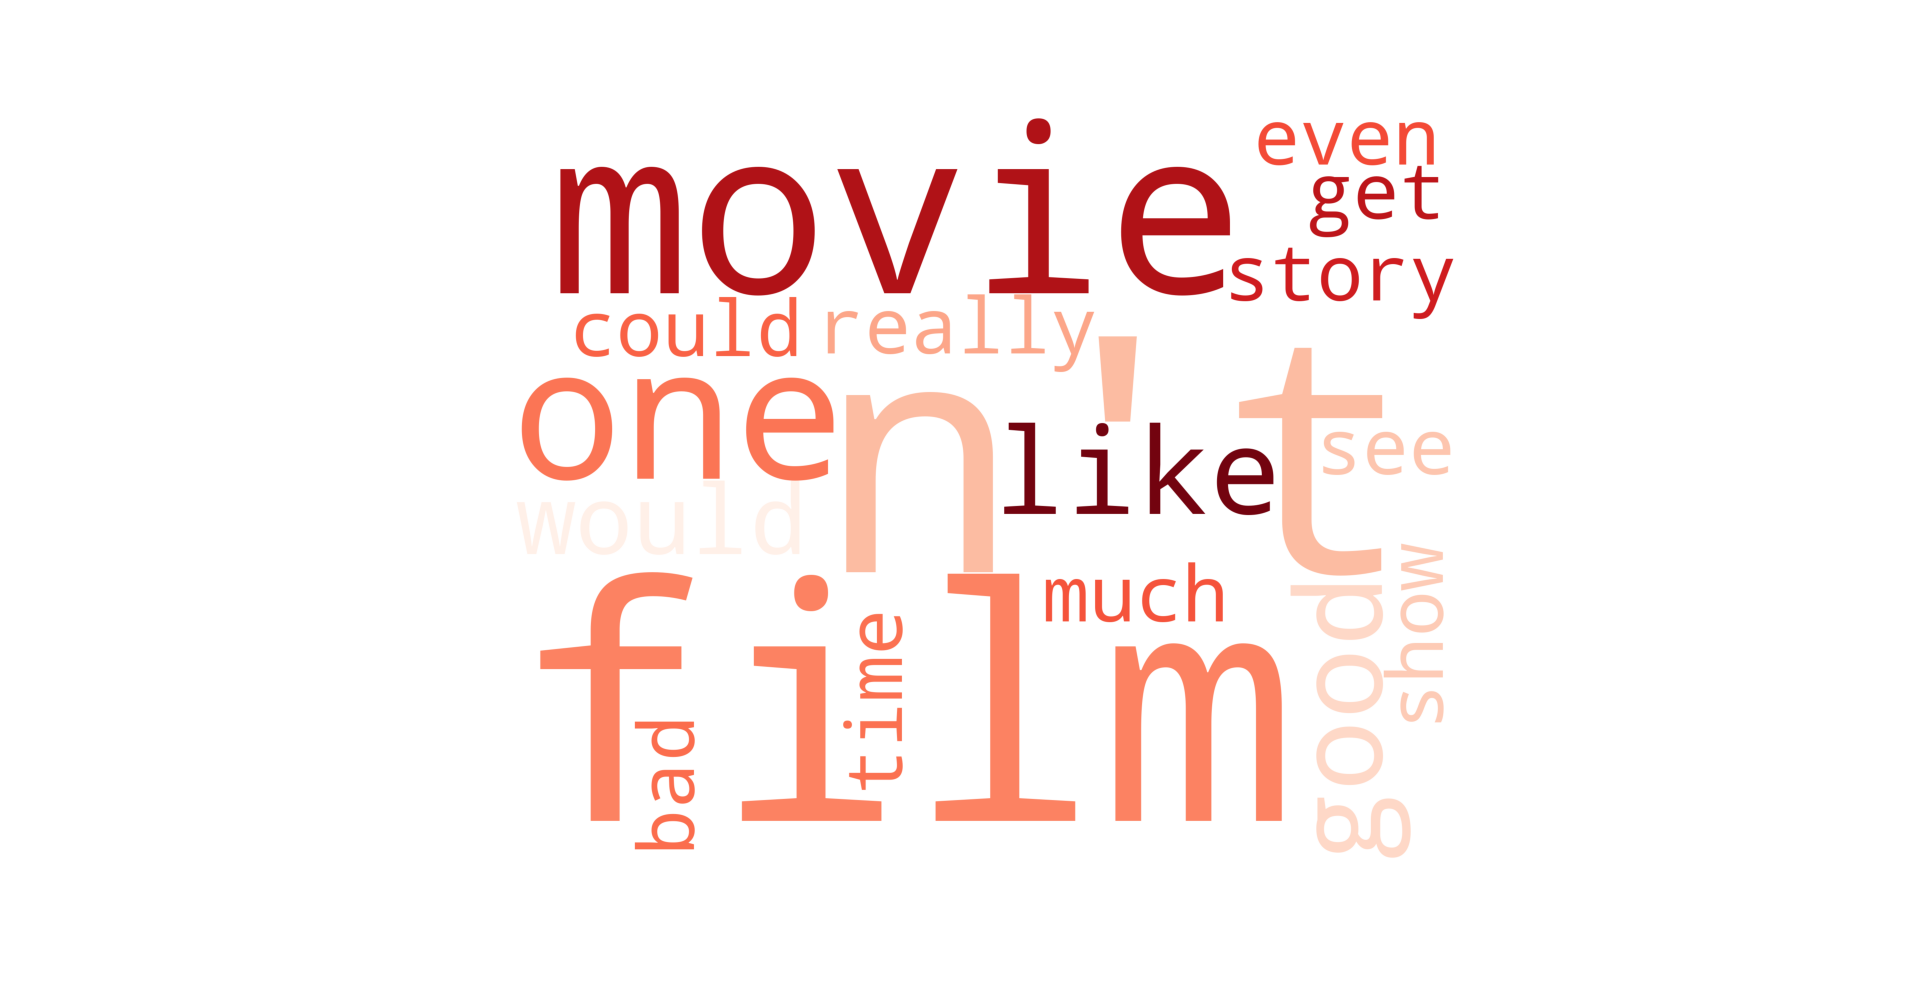 movie
even
get
story
could
really
one
n't
like
see
would
film
much
good
show
time
bad